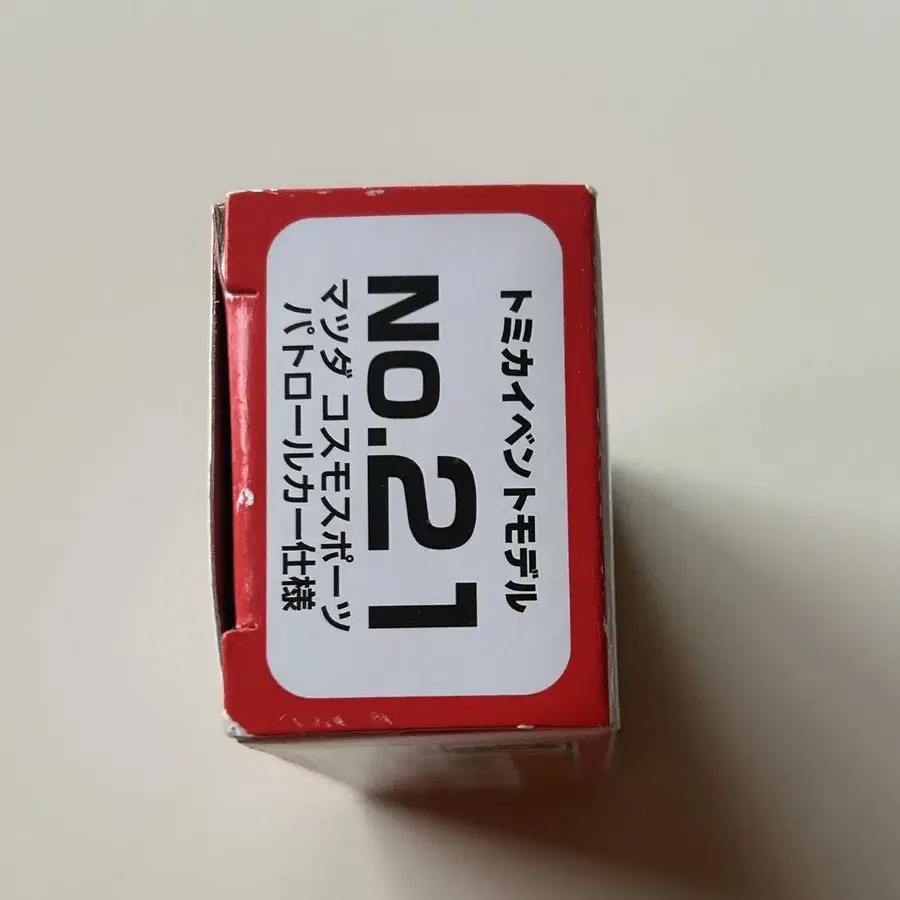 トミカイベントモデル
NO.21
マツダ コスモスポーツ
パトロールカー仕様